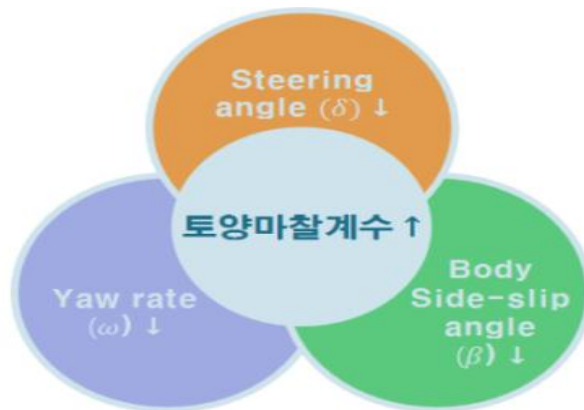 Steering
angle (δ) ↓
토양마찰계수 ↑
Yaw rate
(ω) ↓
Body
Side-slip
angle
(β) ↓